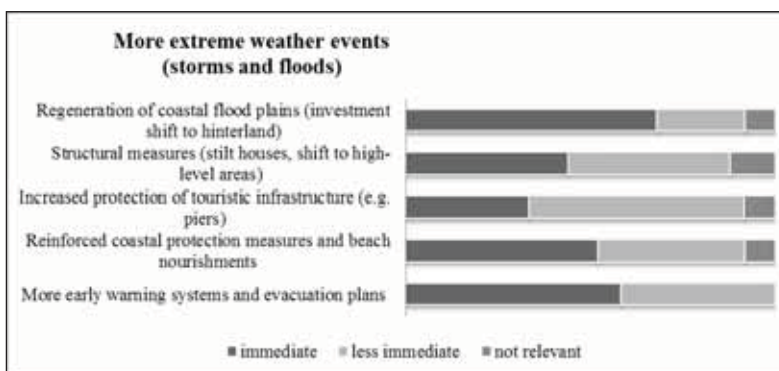 More extreme weather events
(storms and floods)
Regeneration of coastal flood plains (investment
shift to hinterland)
Structural measures (stilt houses, shift to high-
level areas)
Increased protection of touristic infrastructure (e.g.
piers)
Reinforced coastal protection measures and beach
nourishments
More early warning systems and evacuation plans
immediate less immediate not relevant